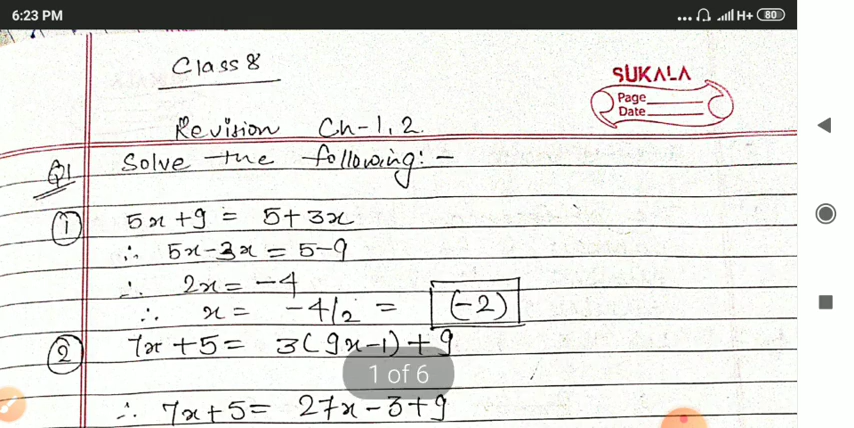 6:23 PM ... H+ 80
Class 8
SUKALA
Page
Date
Revision Ch-1,2.
Q1 Solve the following:-
① 5x+9 = 5+3x
∴ 5x-3x = 5-9
∴ 2x = -4
∴ x = -4/2 = (-2)
② 7x+5 = 3(9x-1)+9
1 of 6
∴ 7x+5 = 27x-3+9